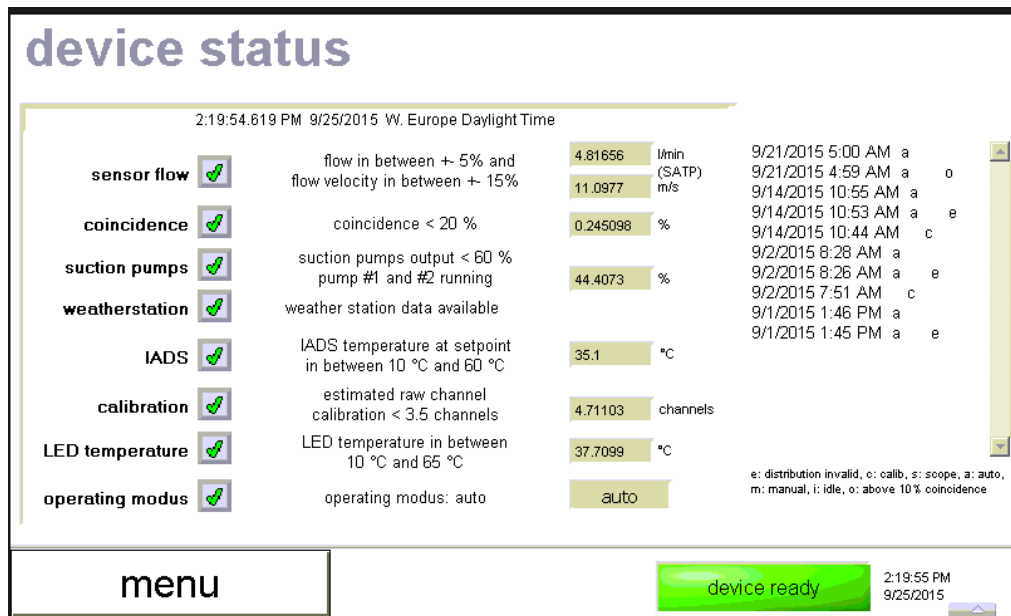 device status
2:19:54.619 PM 9/25/2015 W. Europe Daylight Time
sensor flow
flow in between +- 5% and
flow velocity in between +- 15%
4.81656 l/min
(SATP)
11.0977 m/s
coincidence
coincidence < 20 %
0.245098 %
suction pumps
suction pumps output < 60 %
pump #1 and #2 running
44.4073 %
weatherstation
weather station data available
IADS
IADS temperature at setpoint
in between 10 °C and 60 °C
35.1 °C
calibration
estimated raw channel
calibration < 3.5 channels
4.71103 channels
LED temperature
LED temperature in between
10 °C and 65 °C
37.7099 °C
operating modus
operating modus: auto
auto
9/21/2015 5:00 AM a
9/21/2015 4:59 AM a o
9/14/2015 10:55 AM a
9/14/2015 10:53 AM a e
9/14/2015 10:44 AM c
9/2/2015 8:28 AM a
9/2/2015 8:26 AM a e
9/2/2015 7:51 AM c
9/1/2015 1:46 PM a
9/1/2015 1:45 PM a e
e: distribution invalid, c: calib, s: scope, a: auto,
m: manual, i: idle, o: above 10% coincidence
menu
device ready
2:19:55 PM
9/25/2015